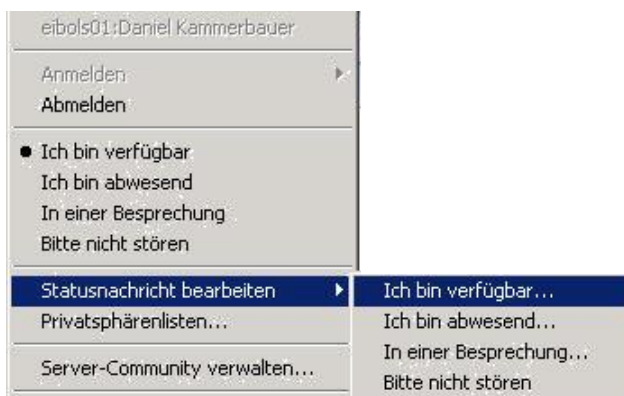 eibols01:Daniel Kammerbauer
Anmelden
Abmelden
Ich bin verfügbar
Ich bin abwesend
In einer Besprechung
Bitte nicht stören
Statusnachricht bearbeiten
Privatsphärenlisten...
Server-Community verwalten...
Ich bin verfügbar...
Ich bin abwesend...
In einer Besprechung...
Bitte nicht stören